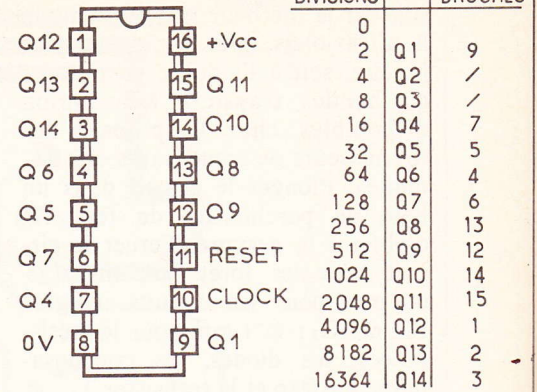 DIVISIONS BROCHES
Q12 1 16 +Vcc
Q13 2 15 Q11
Q14 3 14 Q10
Q6 4 13 Q8
Q5 5 12 Q9
Q7 6 11 RESET
Q4 7 10 CLOCK
0V 8 9 Q1
0
2 Q1 9
4 Q2 /
8 Q3 /
16 Q4 7
32 Q5 5
64 Q6 4
128 Q7 6
256 Q8 13
512 Q9 12
1024 Q10 14
2048 Q11 15
4096 Q12 1
8182 Q13 2
16364 Q14 3